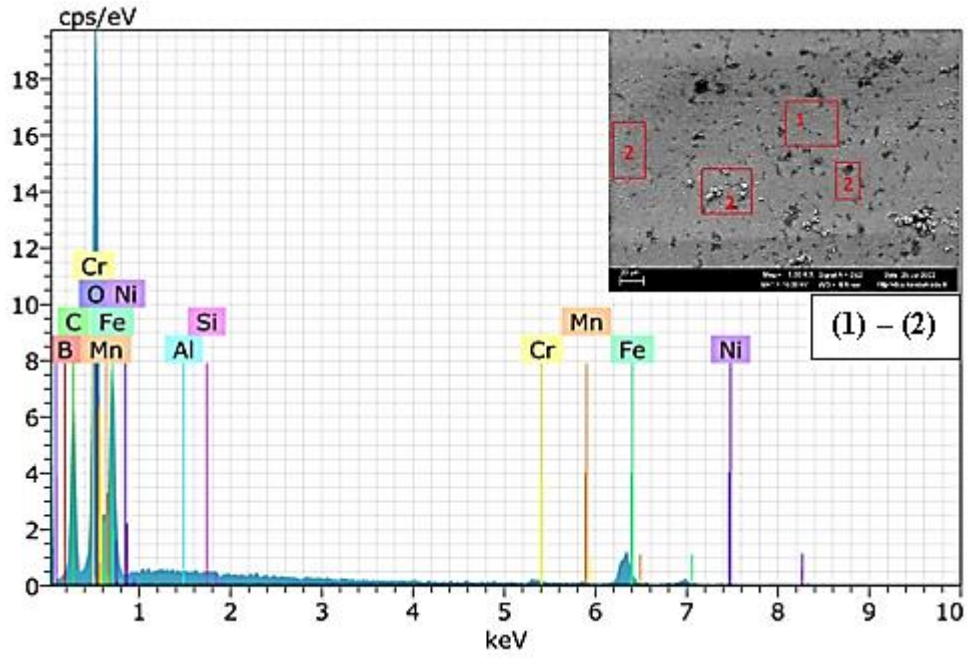 cps/eV
18
16
14
12
10
8
6
4
2
0
Cr
O Ni
C Fe
B Mn
Al
Si
Cr
Mn
Fe
Ni
1
2
2
2
(1) – (2)
1 2 3 4 5 6 7 8 9 10
keV